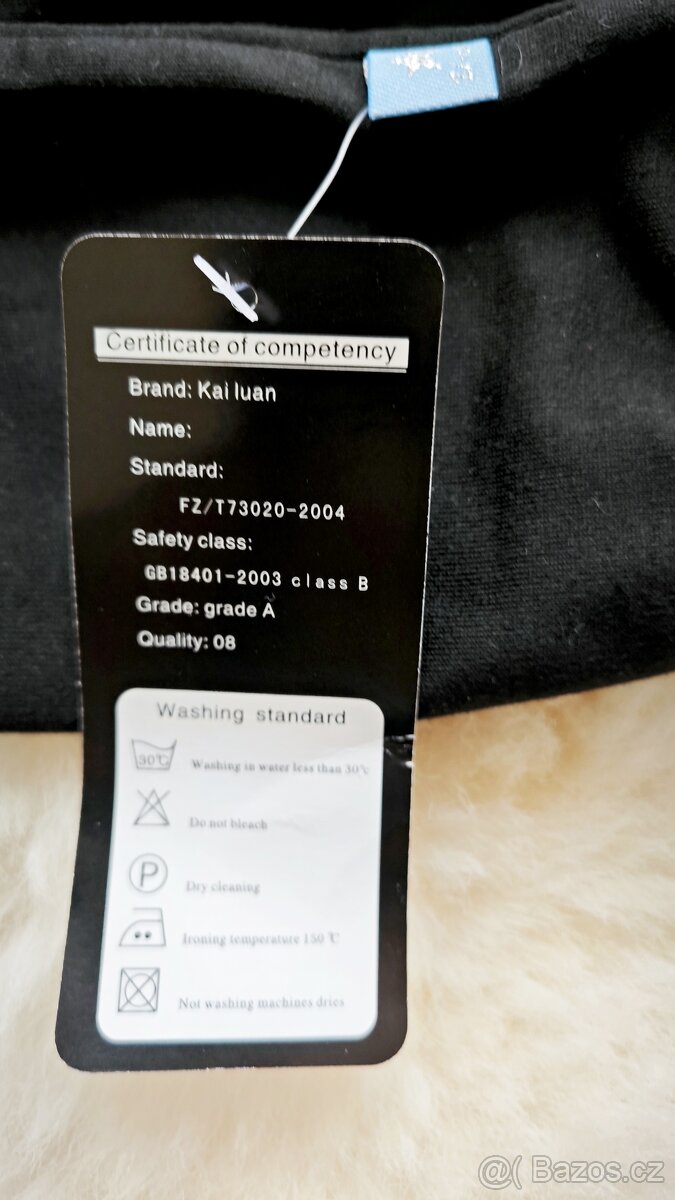 Certificate of competency
Brand: Kai luan
Name:
Standard:
FZ/T73020-2004
Safety class:
GB18401-2003 class B
Grade: grade A
Quality: 08
Washing standard
30℃ Washing in water less than 30℃
Do not bleach
P Dry cleaning
Ironing temperature 150 ℃
Not washing machines dries
@( Bazos.cz